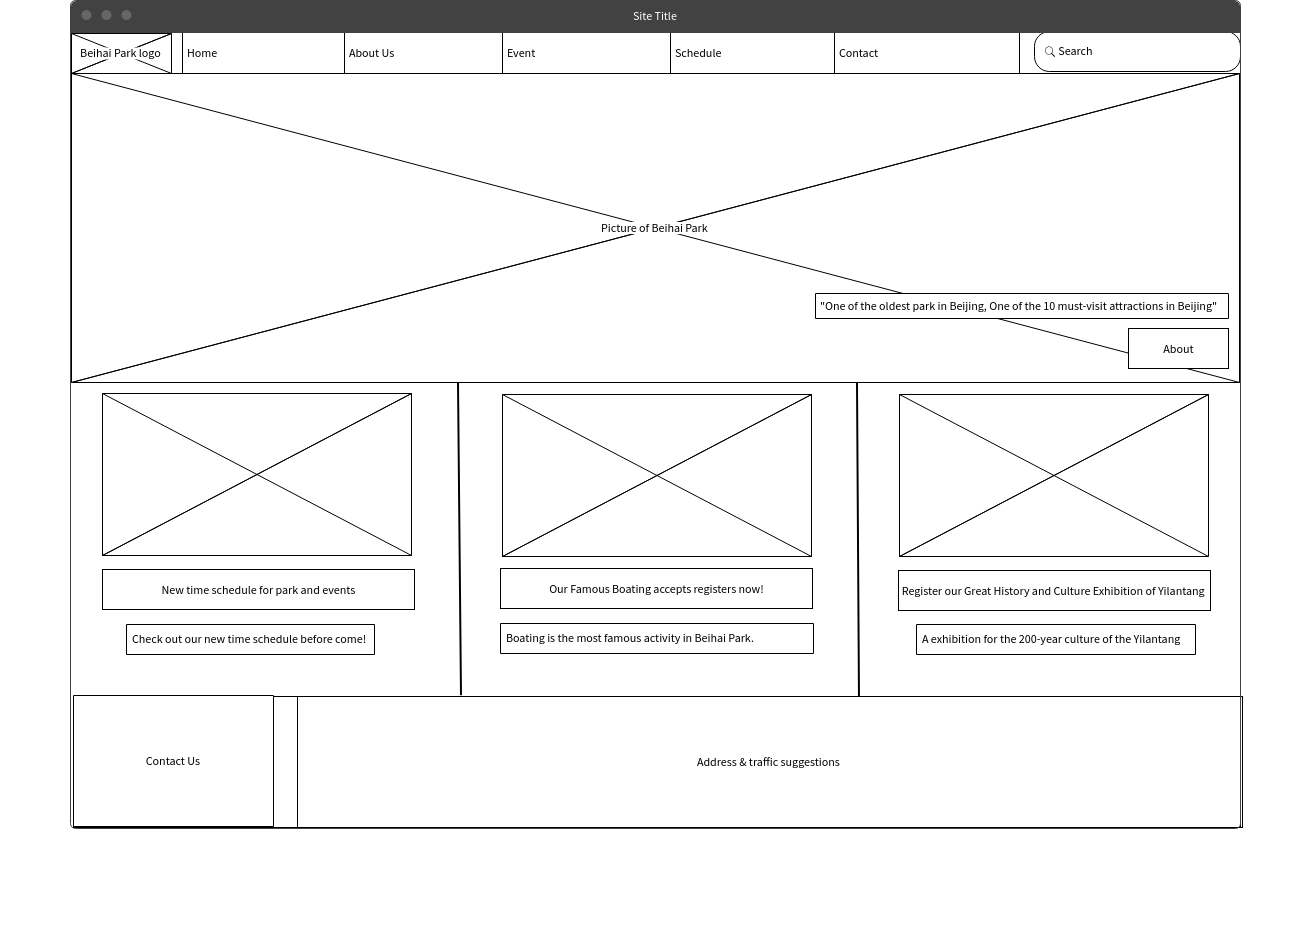 Site Title
Beihai Park logo
Home
About Us
Event
Schedule
Contact
Search
Picture of Beihai Park
"One of the oldest park in Beijing, One of the 10 must-visit attractions in Beijing"
About
New time schedule for park and events
Our Famous Boating accepts registers now!
Register our Great History and Culture Exhibition of Yilantang
Check out our new time schedule before come!
Boating is the most famous activity in Beihai Park.
A exhibition for the 200-year culture of the Yilantang
Contact Us
Address & traffic suggestions